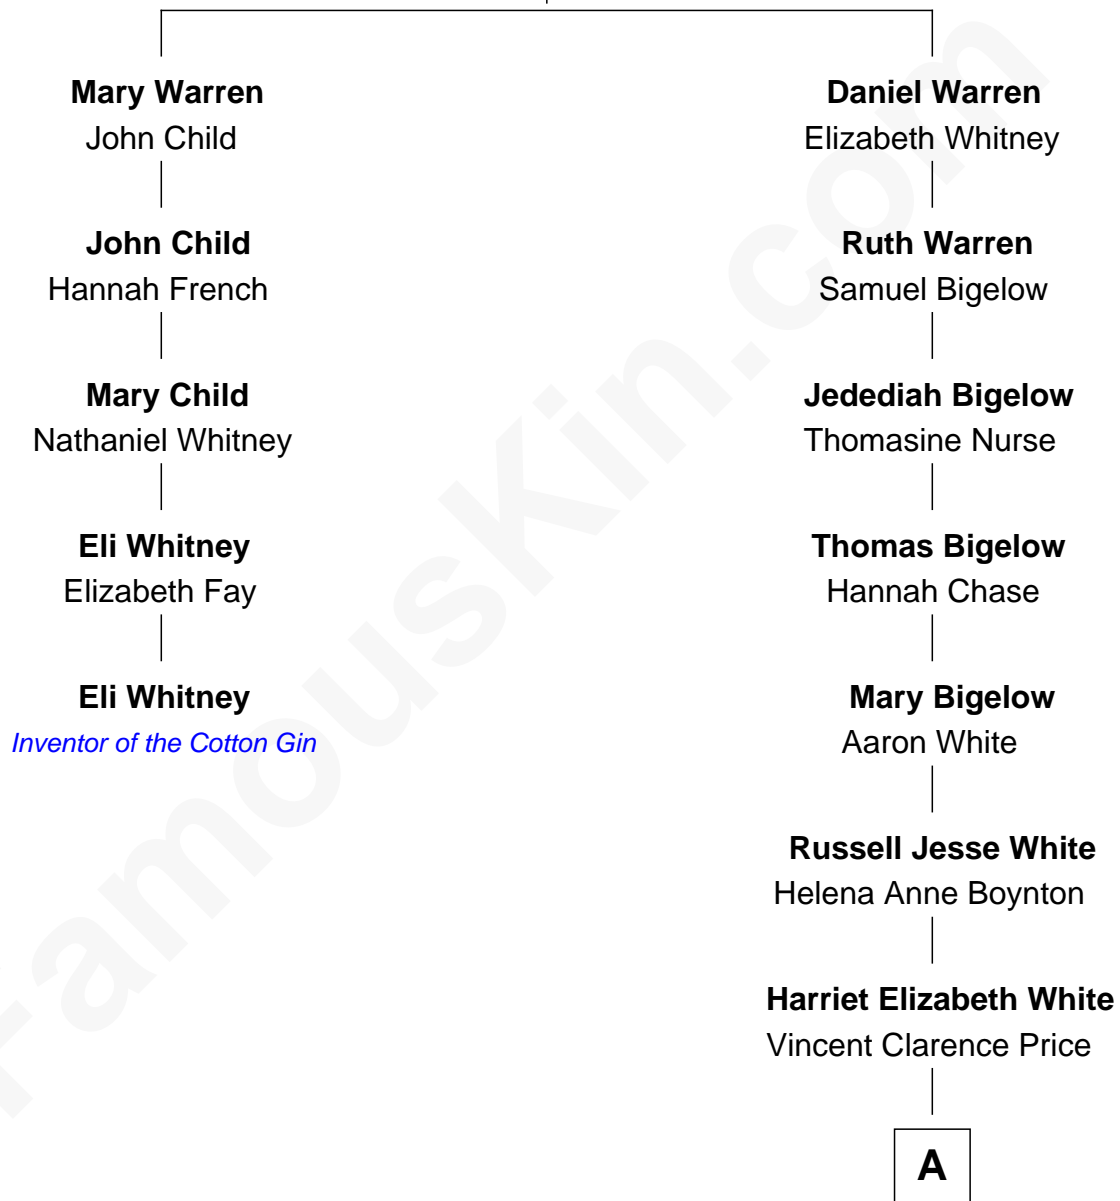 Mary Warren
John Child
John Child
Hannah French
Mary Child
Nathaniel Whitney
Eli Whitney
Elizabeth Fay
Eli Whitney
Inventor of the Cotton Gin
Daniel Warren
Elizabeth Whitney
Ruth Warren
Samuel Bigelow
Jedediah Bigelow
Thomasine Nurse
Thomas Bigelow
Hannah Chase
Mary Bigelow
Aaron White
Russell Jesse White
Helena Anne Boynton
Harriet Elizabeth White
Vincent Clarence Price
A
FamousKin.com